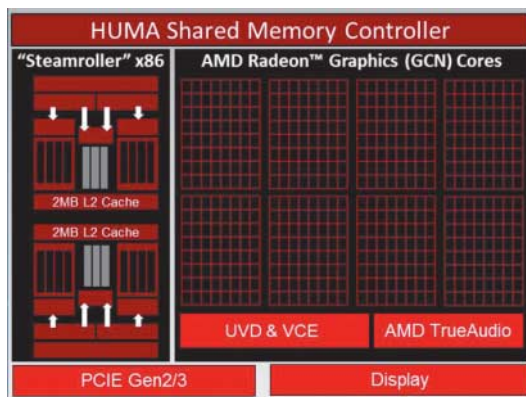 HUMA Shared Memory Controller
“Steamroller” x86
AMD Radeon™ Graphics (GCN) Cores
2MB L2 Cache
2MB L2 Cache
UVD & VCE
AMD TrueAudio
PCIE Gen2/3
Display